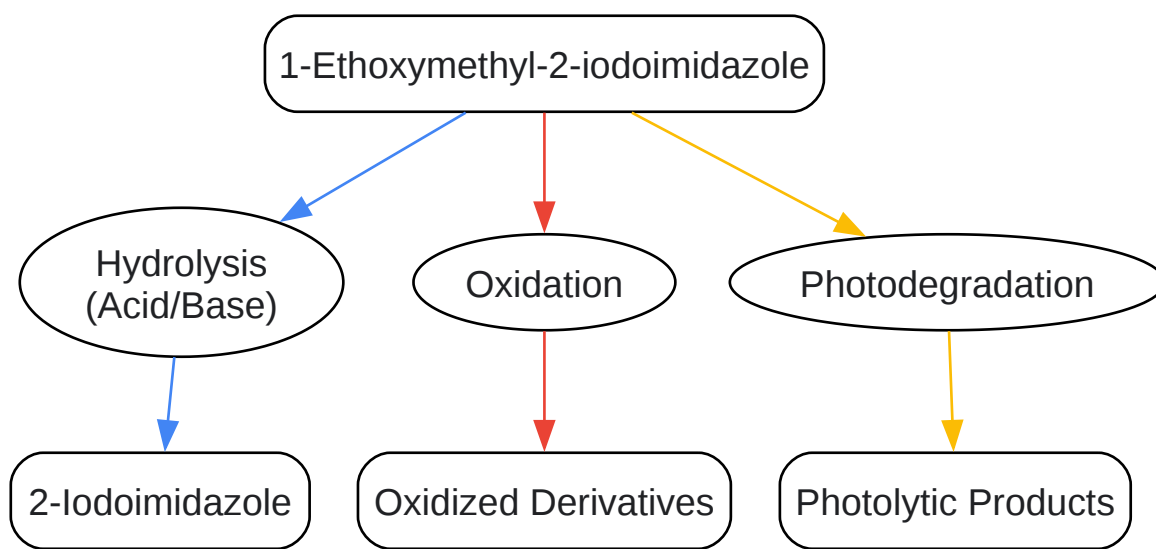 1-Ethoxymethyl-2-iodoimidazole
Hydrolysis
(Acid/Base)
Oxidation
Photodegradation
2-Iodoimidazole
Oxidized Derivatives
Photolytic Products